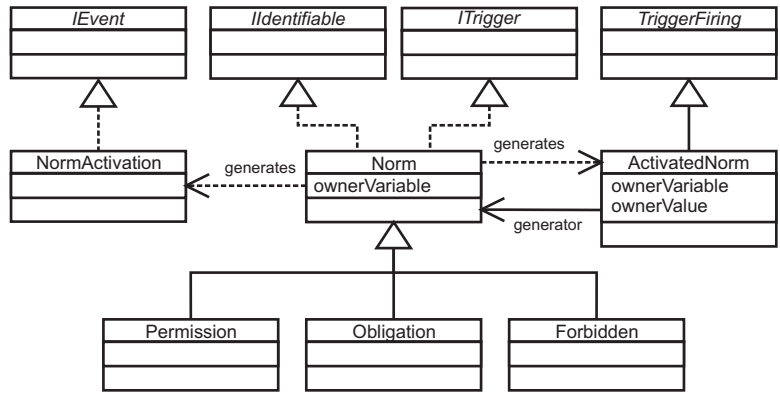 IEvent
IIdentifiable
ITrigger
TriggerFiring
NormActivation
generates
Norm
ownerVariable
generates
ActivatedNorm
ownerVariable
ownerValue
generator
Permission
Obligation
Forbidden